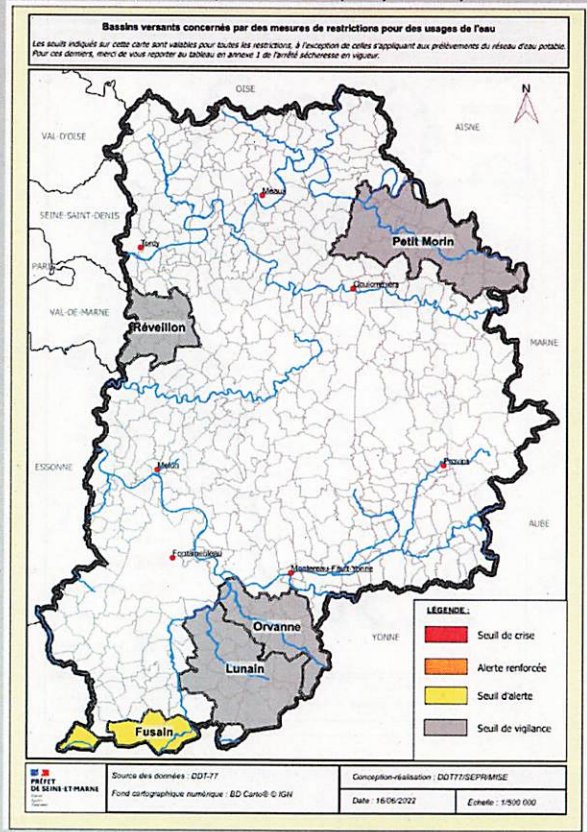 Bassins versants concernés par des mesures de restrictions pour des usages de l'eau
Les seuils indiqués sur cette carte sont valables pour toutes les restrictions, à l'exception de celles s'appliquant aux prélèvements du réseau d'eau potable.
Pour ces derniers, merci de vous reporter au tableau en annexe 1 de l'arrêté sécheresse en vigueur.
OISE
N
VAL-D'OISE
AISNE
Meaux
SEINE-SAINT-DENIS
Torcy
Petit Morin
PARIS
Coulommiers
VAL-DE-MARNE
Réveillon
MARNE
ESSONNE
Melun
Provins
AUBE
Fontainebleau
Montereau-Fault-Yonne
Orvanne
YONNE
Lunain
Fusain
LÉGENDE :
Seuil de crise
Alerte renforcée
Seuil d'alerte
Seuil de vigilance
PRÉFET
DE SEINE-ET-MARNE
Source des données : DDT-77
Fond cartographique numérique : BD Carto® © IGN
Conception-réalisation : DDT77/SEPR/MISE
Date : 16/06/2022
Echelle : 1/500 000